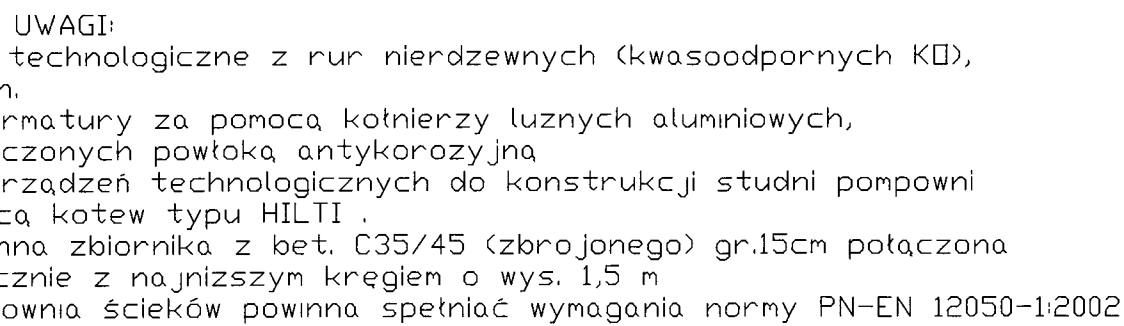 UWAGI:
technologiczne z rur nierdzewnych (kwasoodpornych KO),
n.
rmatury za pomocą kołnierzy luznych aluminiowych,
czonych powłoką antykorozyjną
rządzeń technologicznych do konstrukcji studni pompowni
cą kotew typu HILTI .
nna zbiornika z bet. C35/45 (zbrojonego) gr.15cm połączona
cznie z najnizszym kręgiem o wys. 1,5 m
ownia ścieków powinna spełniać wymagania normy PN-EN 12050-1:2002